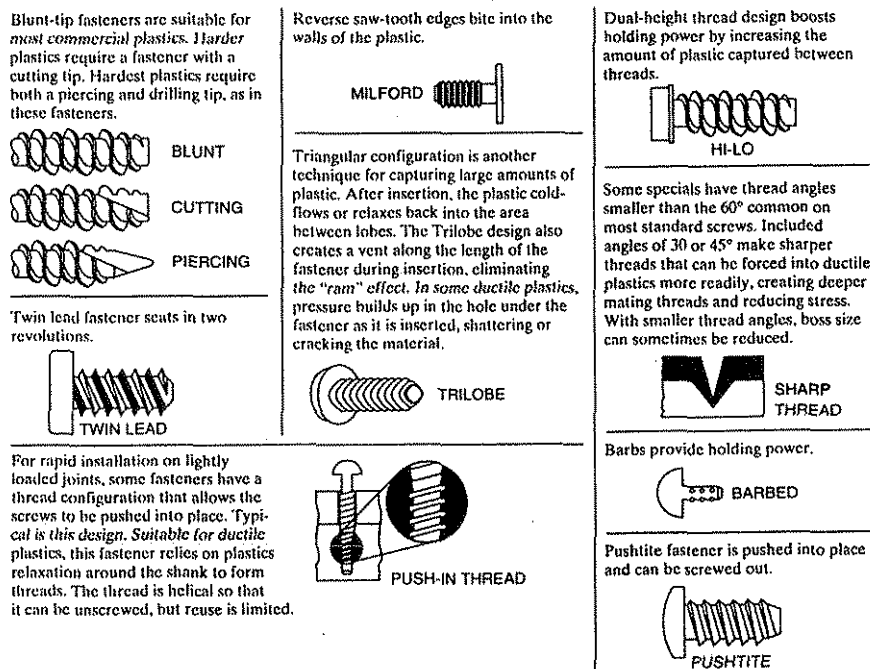 Blunt-tip fasteners are suitable for
most commercial plastics. Harder
plastics require a fastener with a
cutting tip. Hardest plastics require
both a piercing and drilling tip, as in
these fasteners.
BLUNT
CUTTING
PIERCING
Twin lead fastener seats in two
revolutions.
TWIN LEAD
For rapid installation on lightly
loaded joints, some fasteners have a
thread configuration that allows the
screws to be pushed into place. Typi-
cal is this design. Suitable for ductile
plastics, this fastener relies on plastics
relaxation around the shank to form
threads. The thread is helical so that
it can be unscrewed, but reuse is limited.
PUSH-IN THREAD
Reverse saw-tooth edges bite into the
walls of the plastic.
MILFORD
Triangular configuration is another
technique for capturing large amounts of
plastic. After insertion, the plastic cold-
flows or relaxes back into the area
between lobes. The Trilobe design also
creates a vent along the length of the
fastener during insertion, eliminating
the "ram" effect. In some ductile plastics,
pressure builds up in the hole under the
fastener as it is inserted, shattering or
cracking the material.
TRILOBE
Dual-height thread design boosts
holding power by increasing the
amount of plastic captured between
threads.
HI-LO
Some specials have thread angles
smaller than the 60° common on
most standard screws. Included
angles of 30 or 45° make sharper
threads that can be forced into ductile
plastics more readily, creating deeper
mating threads and reducing stress.
With smaller thread angles, boss size
can sometimes be reduced.
SHARP
THREAD
Barbs provide holding power.
BARBED
Pushtite fastener is pushed into place
and can be screwed out.
PUSHTITE